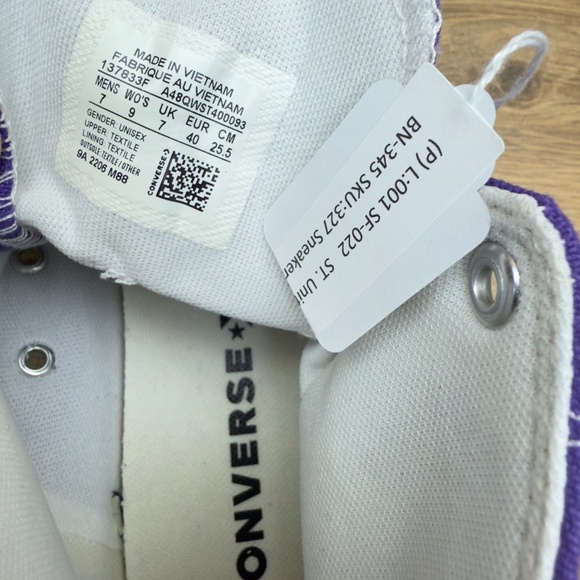 MADE IN VIETNAM
FABRIQUE AU VIETNAM
137833F A48QWST400093
MENS WO'S UK EUR CM
7 9 7 40 25.5
GENDER: UNISEX
UPPER: TEXTILE
LINING: TEXTILE
OUTSOLE: TEXTILE / OTHER
9A 2206 M88
CONVERSE
(P) L:001 SF-022 ST. Uni
BN-345 SKU:327 Sneaker
CONVERSE